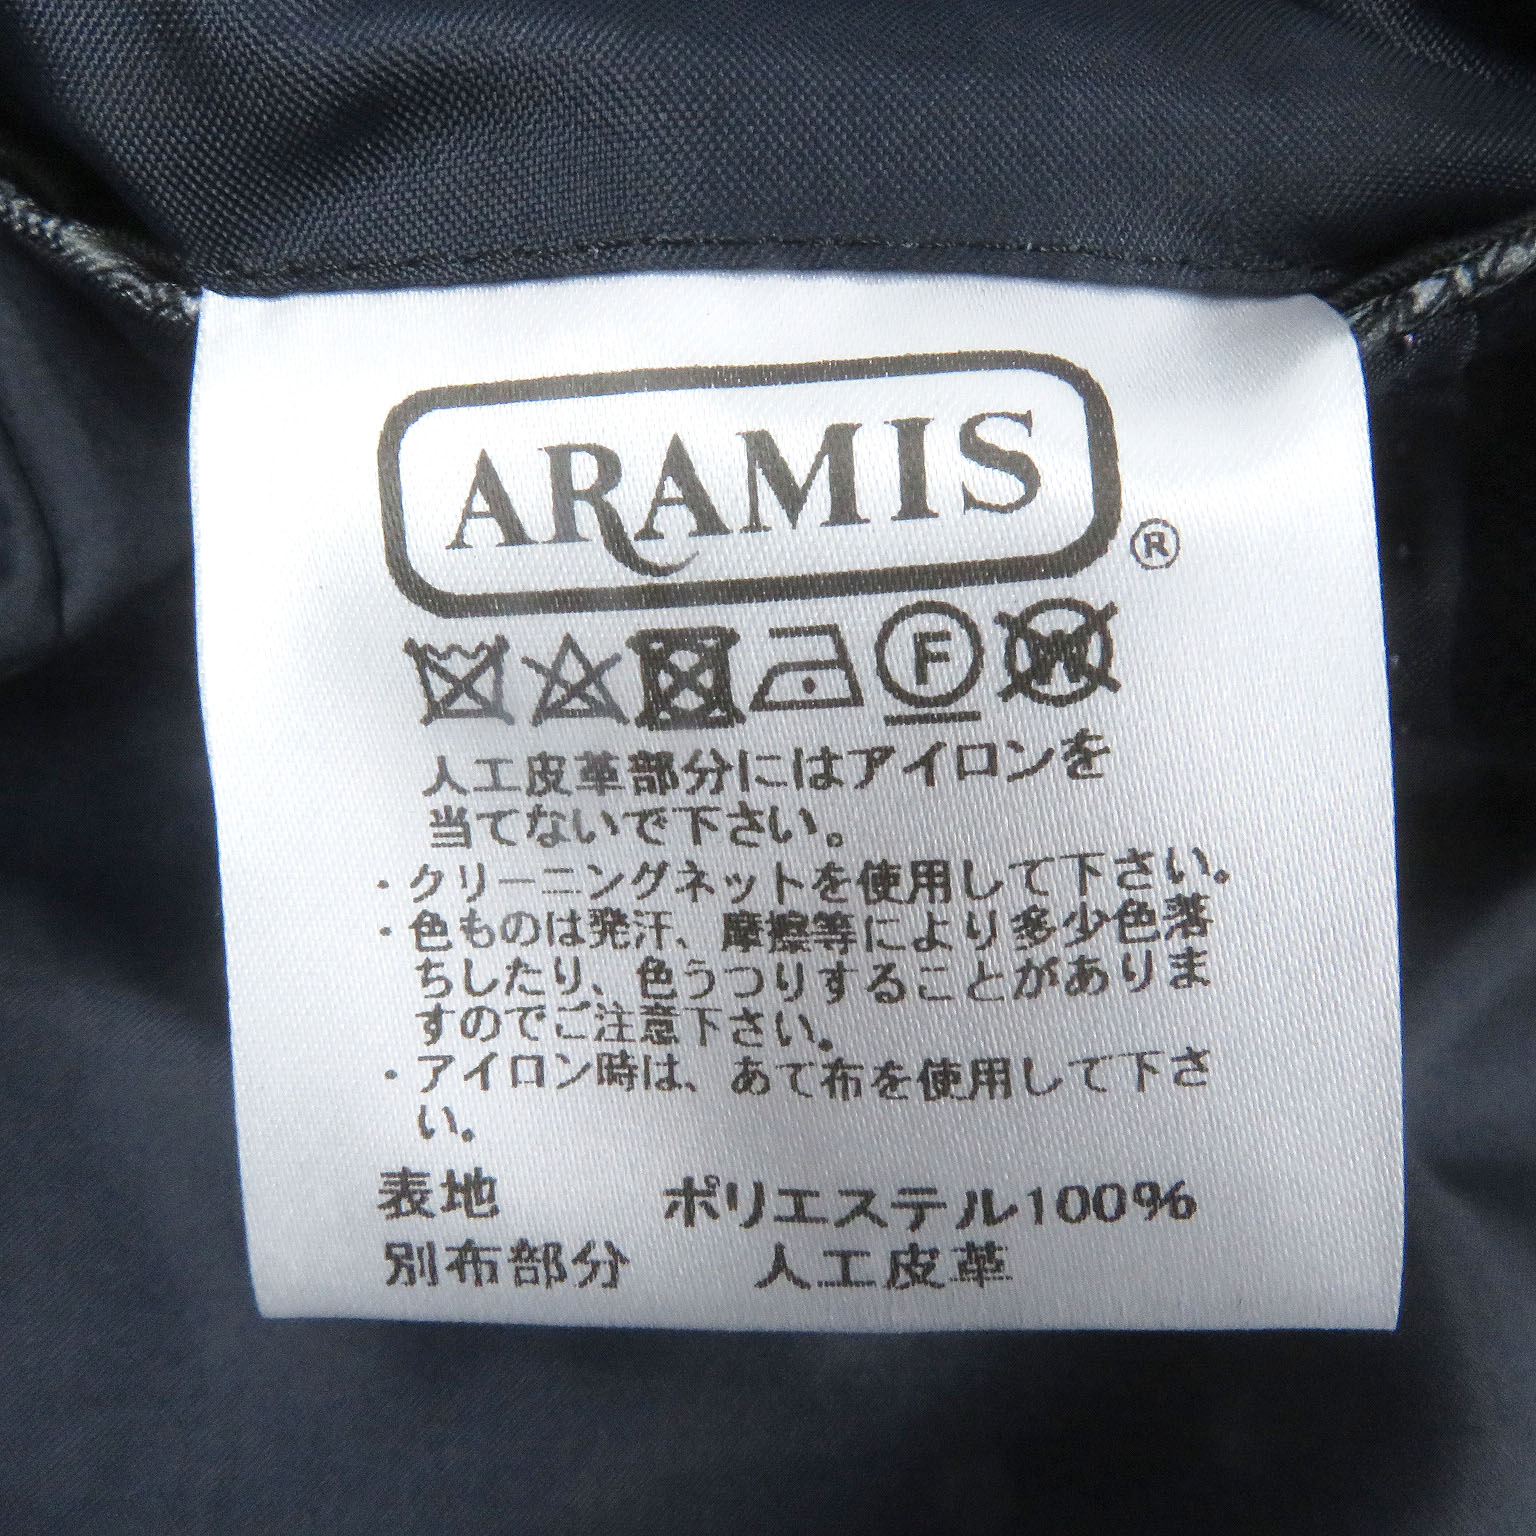 ARAMIS
®
F
W
人工皮革部分にはアイロンを
当てないで下さい。
・クリーニングネットを使用して下さい。
・色ものは発汗、摩擦等により多少色落
ちしたり、色うつりすることがありま
すのでご注意下さい。
・アイロン時は、あて布を使用して下さ
い。
表地 ポリエステル100%
別布部分 人工皮革